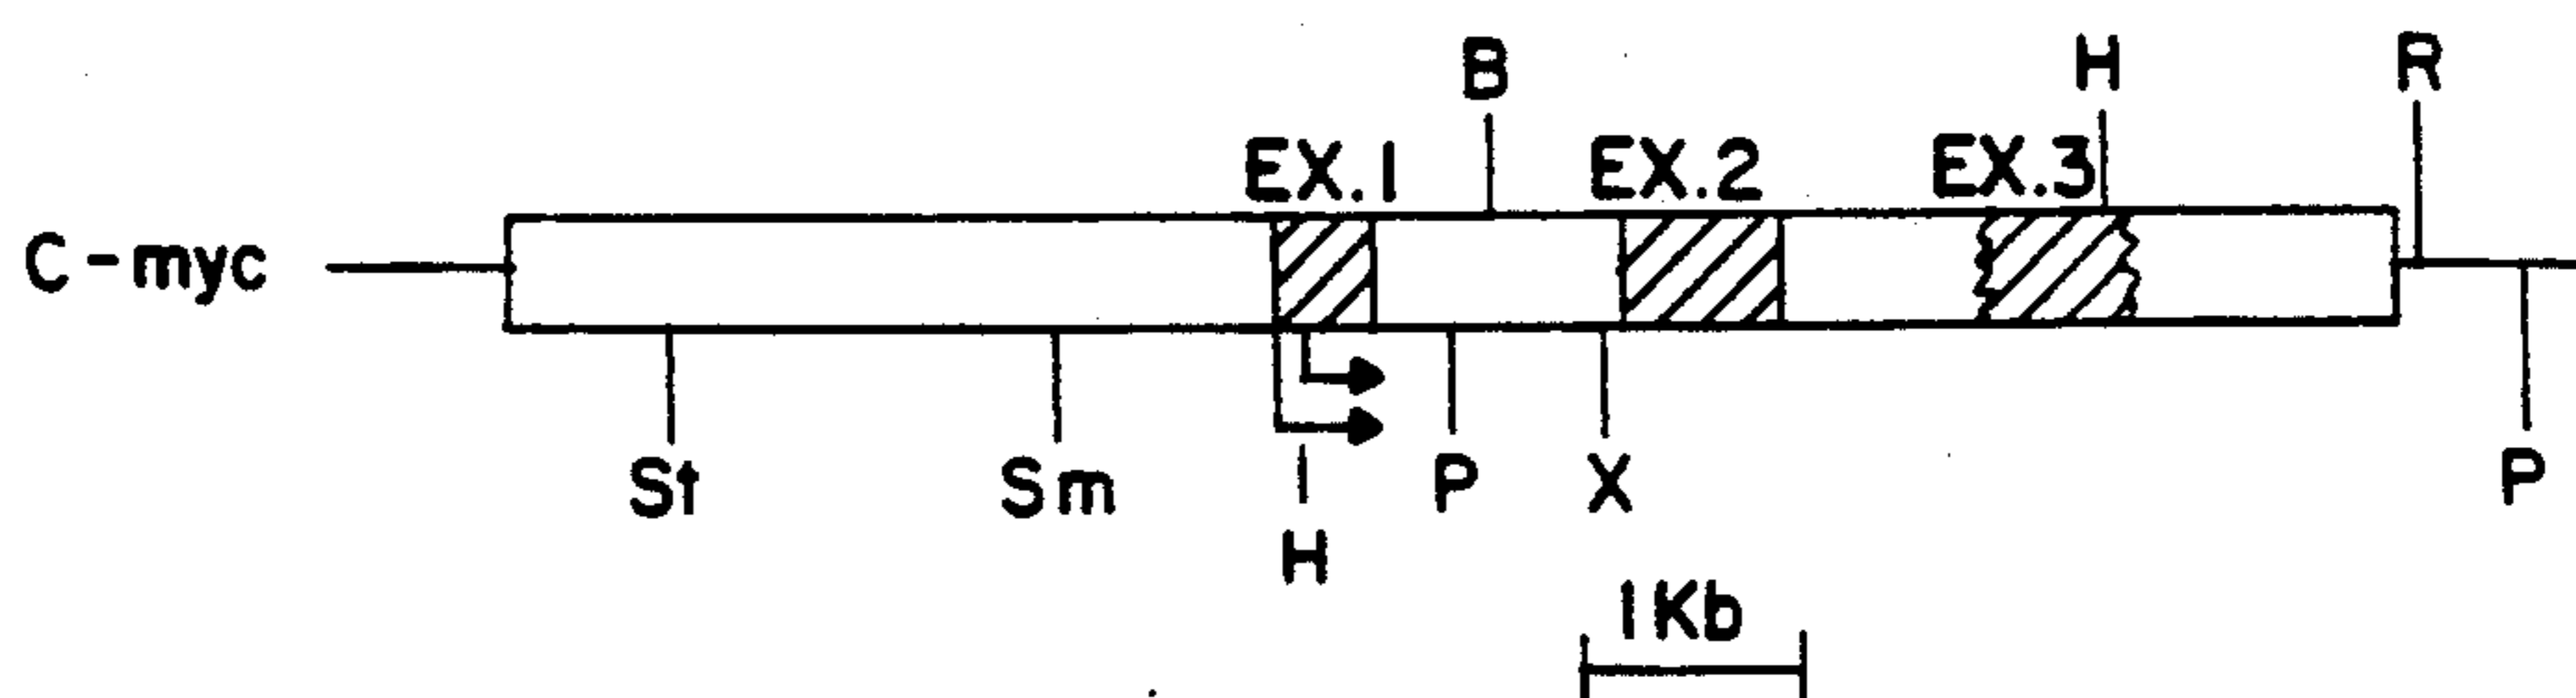 B H R
EX.1 EX.2 EX.3
C-myc
St Sm P X P
H
1Kb